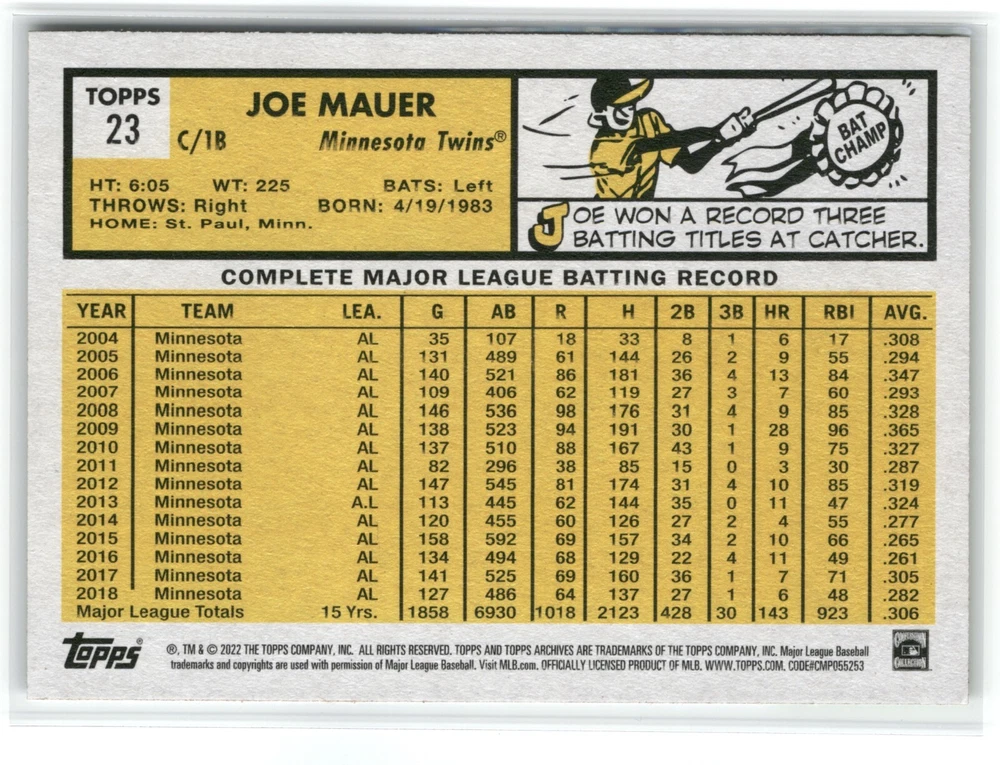 TOPPS
23
JOE MAUER
C/1B Minnesota Twins®
HT: 6:05 WT: 225 BATS: Left
THROWS: Right BORN: 4/19/1983
HOME: St. Paul, Minn.
BAT
CHAMP
JOE WON A RECORD THREE
BATTING TITLES AT CATCHER.
COMPLETE MAJOR LEAGUE BATTING RECORD
YEAR TEAM LEA. G AB R H 2B 3B HR RBI AVG.
2004 Minnesota AL 35 107 18 33 8 1 6 17 .308
2005 Minnesota AL 131 489 61 144 26 2 9 55 .294
2006 Minnesota AL 140 521 86 181 36 4 13 84 .347
2007 Minnesota AL 109 406 62 119 27 3 7 60 .293
2008 Minnesota AL 146 536 98 176 31 4 9 85 .328
2009 Minnesota AL 138 523 94 191 30 1 28 96 .365
2010 Minnesota AL 137 510 88 167 43 1 9 75 .327
2011 Minnesota AL 82 296 38 85 15 0 3 30 .287
2012 Minnesota AL 147 545 81 174 31 4 10 85 .319
2013 Minnesota A.L 113 445 62 144 35 0 11 47 .324
2014 Minnesota AL 120 455 60 126 27 2 4 55 .277
2015 Minnesota AL 158 592 69 157 34 2 10 66 .265
2016 Minnesota AL 134 494 68 129 22 4 11 49 .261
2017 Minnesota AL 141 525 69 160 36 1 7 71 .305
2018 Minnesota AL 127 486 64 137 27 1 6 48 .282
Major League Totals 15 Yrs. 1858 6930 1018 2123 428 30 143 923 .306
Topps® ®, TM & © 2022 THE TOPPS COMPANY, INC. ALL RIGHTS RESERVED. TOPPS AND TOPPS ARCHIVES ARE TRADEMARKS OF THE TOPPS COMPANY, INC. Major League Baseball
trademarks and copyrights are used with permission of Major League Baseball. Visit MLB.com. OFFICIALLY LICENSED PRODUCT OF MLB. WWW.TOPPS.COM. CODE#CMP055253